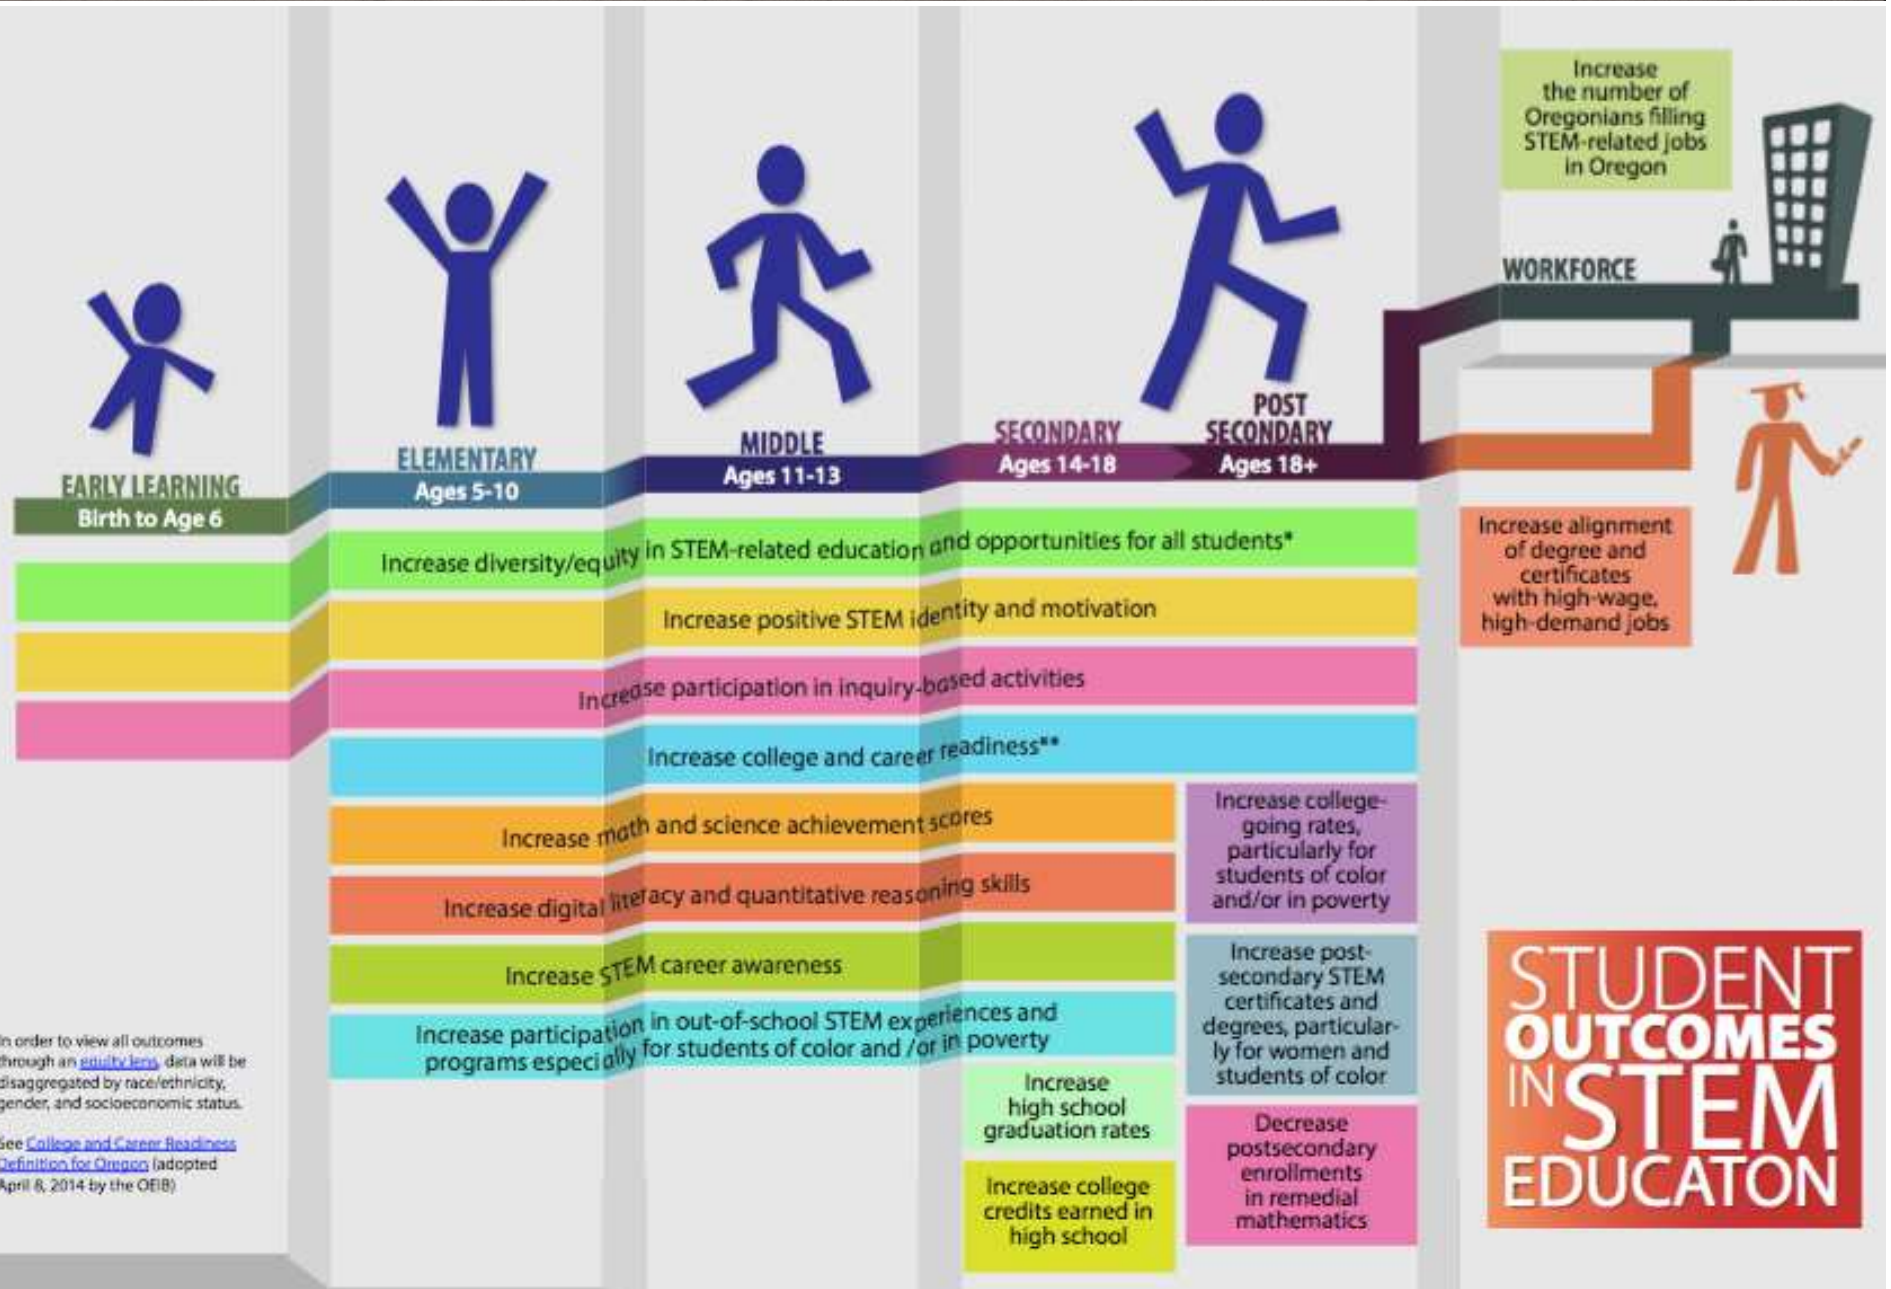 Increase
the number of
Oregonians filling
STEM-related jobs
in Oregon
WORKFORCE
EARLY LEARNING
Birth to Age 6
ELEMENTARY
Ages 5-10
MIDDLE
Ages 11-13
SECONDARY
Ages 14-18
POST
SECONDARY
Ages 18+
Increase diversity/equity in STEM-related education and opportunities for all students*
Increase positive STEM identity and motivation
Increase participation in inquiry-based activities
Increase college and career readiness**
Increase math and science achievement scores
Increase digital literacy and quantitative reasoning skills
Increase STEM career awareness
Increase participation in out-of-school STEM experiences and
programs especially for students of color and /or in poverty
Increase
high school
graduation rates
Increase college
credits earned in
high school
Increase college-
going rates,
particularly for
students of color
and/or in poverty
Increase post-
secondary STEM
certificates and
degrees, particular-
ly for women and
students of color
Decrease
postsecondary
enrollments
in remedial
mathematics
Increase alignment
of degree and
certificates
with high-wage,
high-demand jobs
In order to view all outcomes
through an equity lens, data will be
disaggregated by race/ethnicity,
gender, and socioeconomic status.
See College and Career Readiness
Definition for Oregon (adopted
April 8, 2014 by the OEIB)
STUDENT
OUTCOMES
IN STEM
EDUCATON